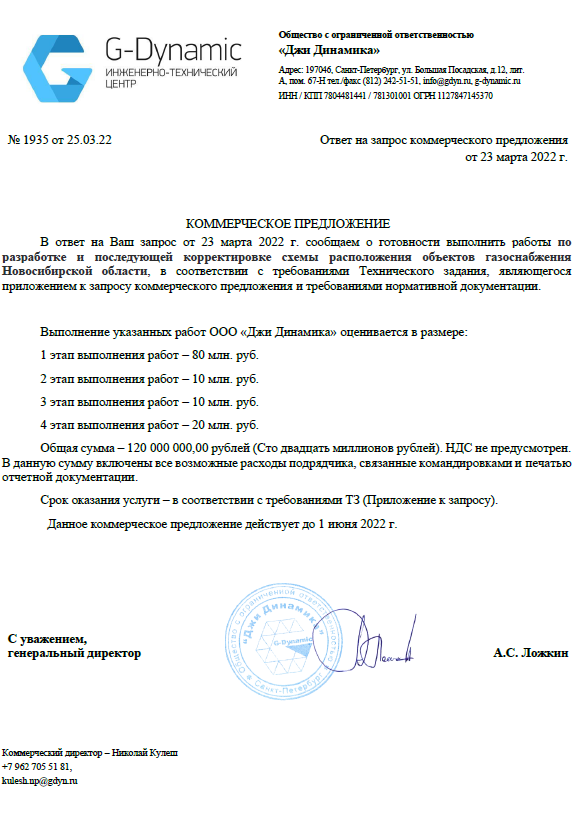 G-Dynamic
ИНЖЕНЕРНО-ТЕХНИЧЕСКИЙ
ЦЕНТР
Общество с ограниченной ответственностью
«Джи Динамика»
Адрес: 197046, Санкт-Петербург, ул. Большая Посадская, д.12, лит.
А, пом. 67-Н тел./факс (812) 242-51-51, info@gdyn.ru, g-dynamic.ru
ИНН / КПП 7804481441 / 781301001 ОГРН 1127847145370
№ 1935 от 25.03.22
Ответ на запрос коммерческого предложения
от 23 марта 2022 г.
КОММЕРЧЕСКОЕ ПРЕДЛОЖЕНИЕ
В ответ на Ваш запрос от 23 марта 2022 г. сообщаем о готовности выполнить работы по
разработке и последующей корректировке схемы расположения объектов газоснабжения
Новосибирской области, в соответствии с требованиями Технического задания, являющегося
приложением к запросу коммерческого предложения и требованиями нормативной документации.
Выполнение указанных работ ООО «Джи Динамика» оценивается в размере:
1 этап выполнения работ – 80 млн. руб.
2 этап выполнения работ – 10 млн. руб.
3 этап выполнения работ – 10 млн. руб.
4 этап выполнения работ – 20 млн. руб.
Общая сумма – 120 000 000,00 рублей (Сто двадцать миллионов рублей). НДС не предусмотрен.
В данную сумму включены все возможные расходы подрядчика, связанные командировками и печатью
отчетной документации.
Срок оказания услуги – в соответствии с требованиями ТЗ (Приложение к запросу).
Данное коммерческое предложение действует до 1 июня 2022 г.
Общество с ограниченной ответственностью
"Джи Динамика"
G-Dynamic
Санкт-Петербург
С уважением,
генеральный директор
А.С. Ложкин
Коммерческий директор – Николай Кулеш
+7 962 705 51 81,
kulesh.np@gdyn.ru